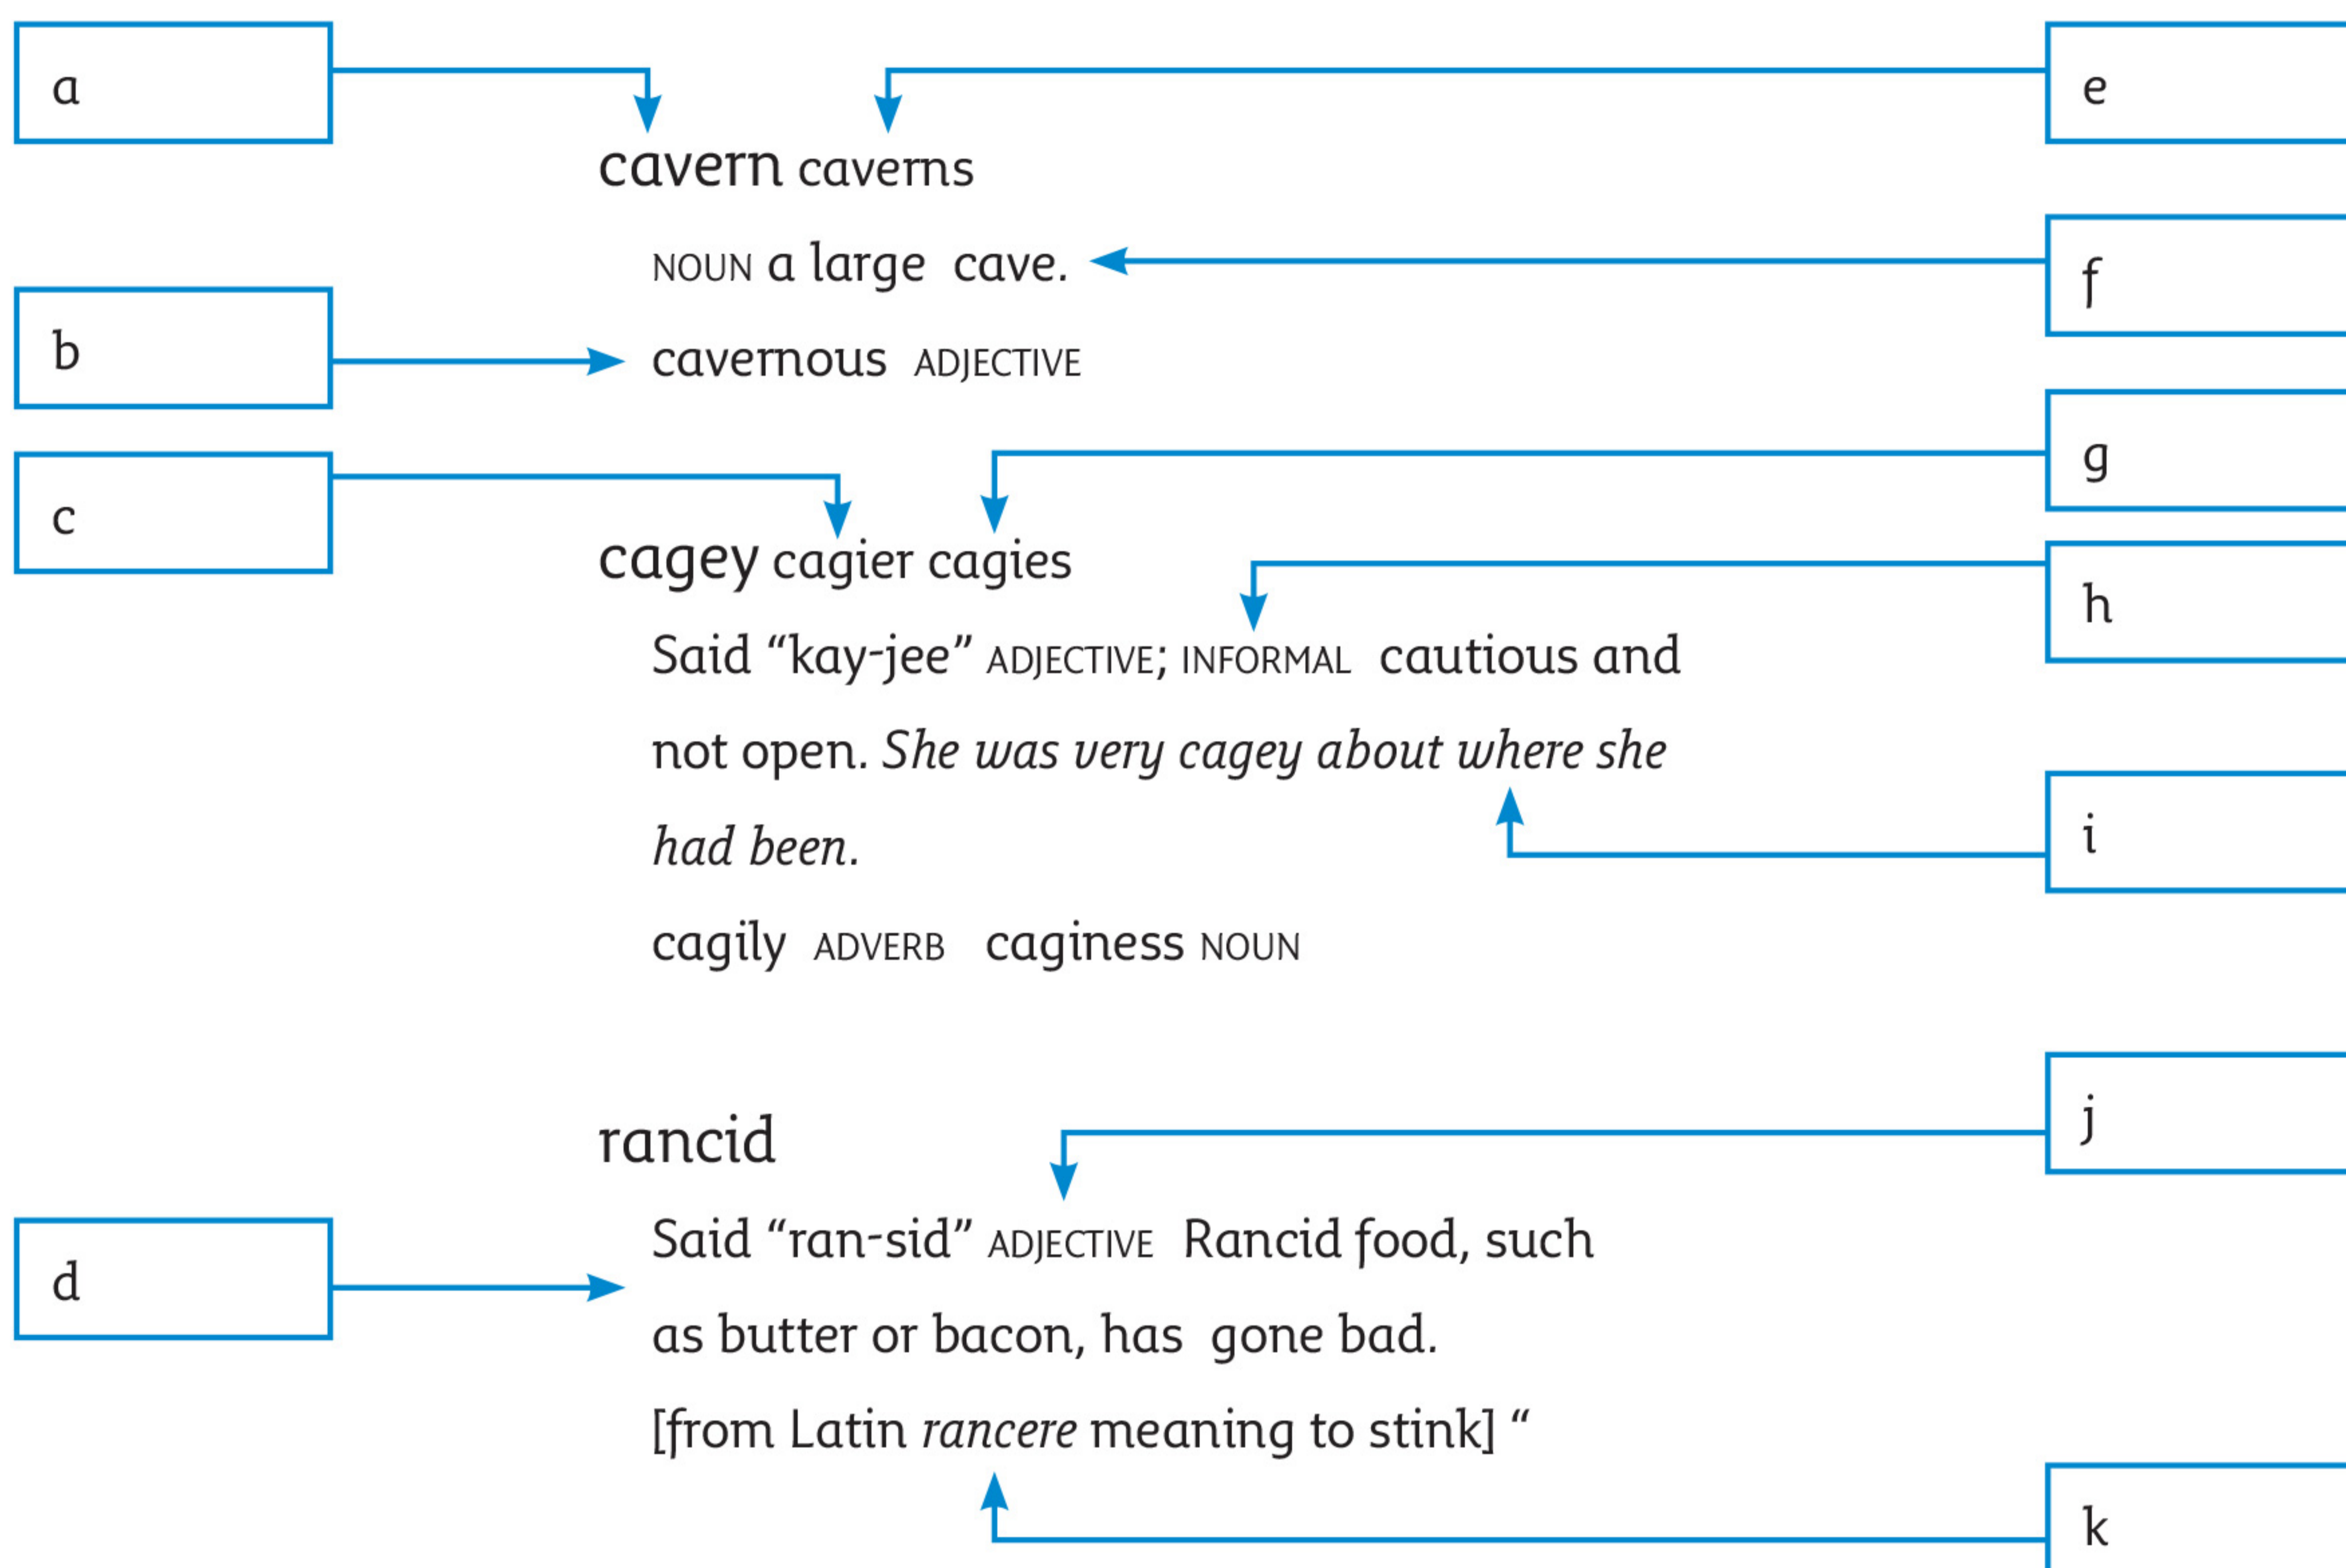 a
e
cavern caverns
NOUN a large cave.
f
b
cavernous ADJECTIVE
g
c
cagey cagier cagies
h
Said “kay-jee” ADJECTIVE; INFORMAL cautious and
not open. She was very cagey about where she
i
had been.
cagily ADVERB caginess NOUN
j
rancid
d
Said “ran-sid” ADJECTIVE Rancid food, such
as butter or bacon, has gone bad.
[from Latin rancere meaning to stink] “
k